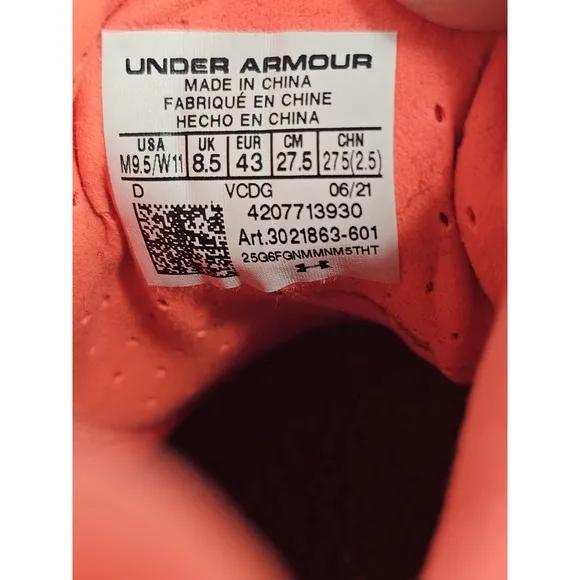 UNDER ARMOUR
MADE IN CHINA
FABRIQUÉ EN CHINE
HECHO EN CHINA
USA UK EUR CM CHN
M9.5/W11 8.5 43 27.5 275(2.5)
D VCDG 06/21
4207713930
Art.3021863-601
25G6FGNMMNM5THT